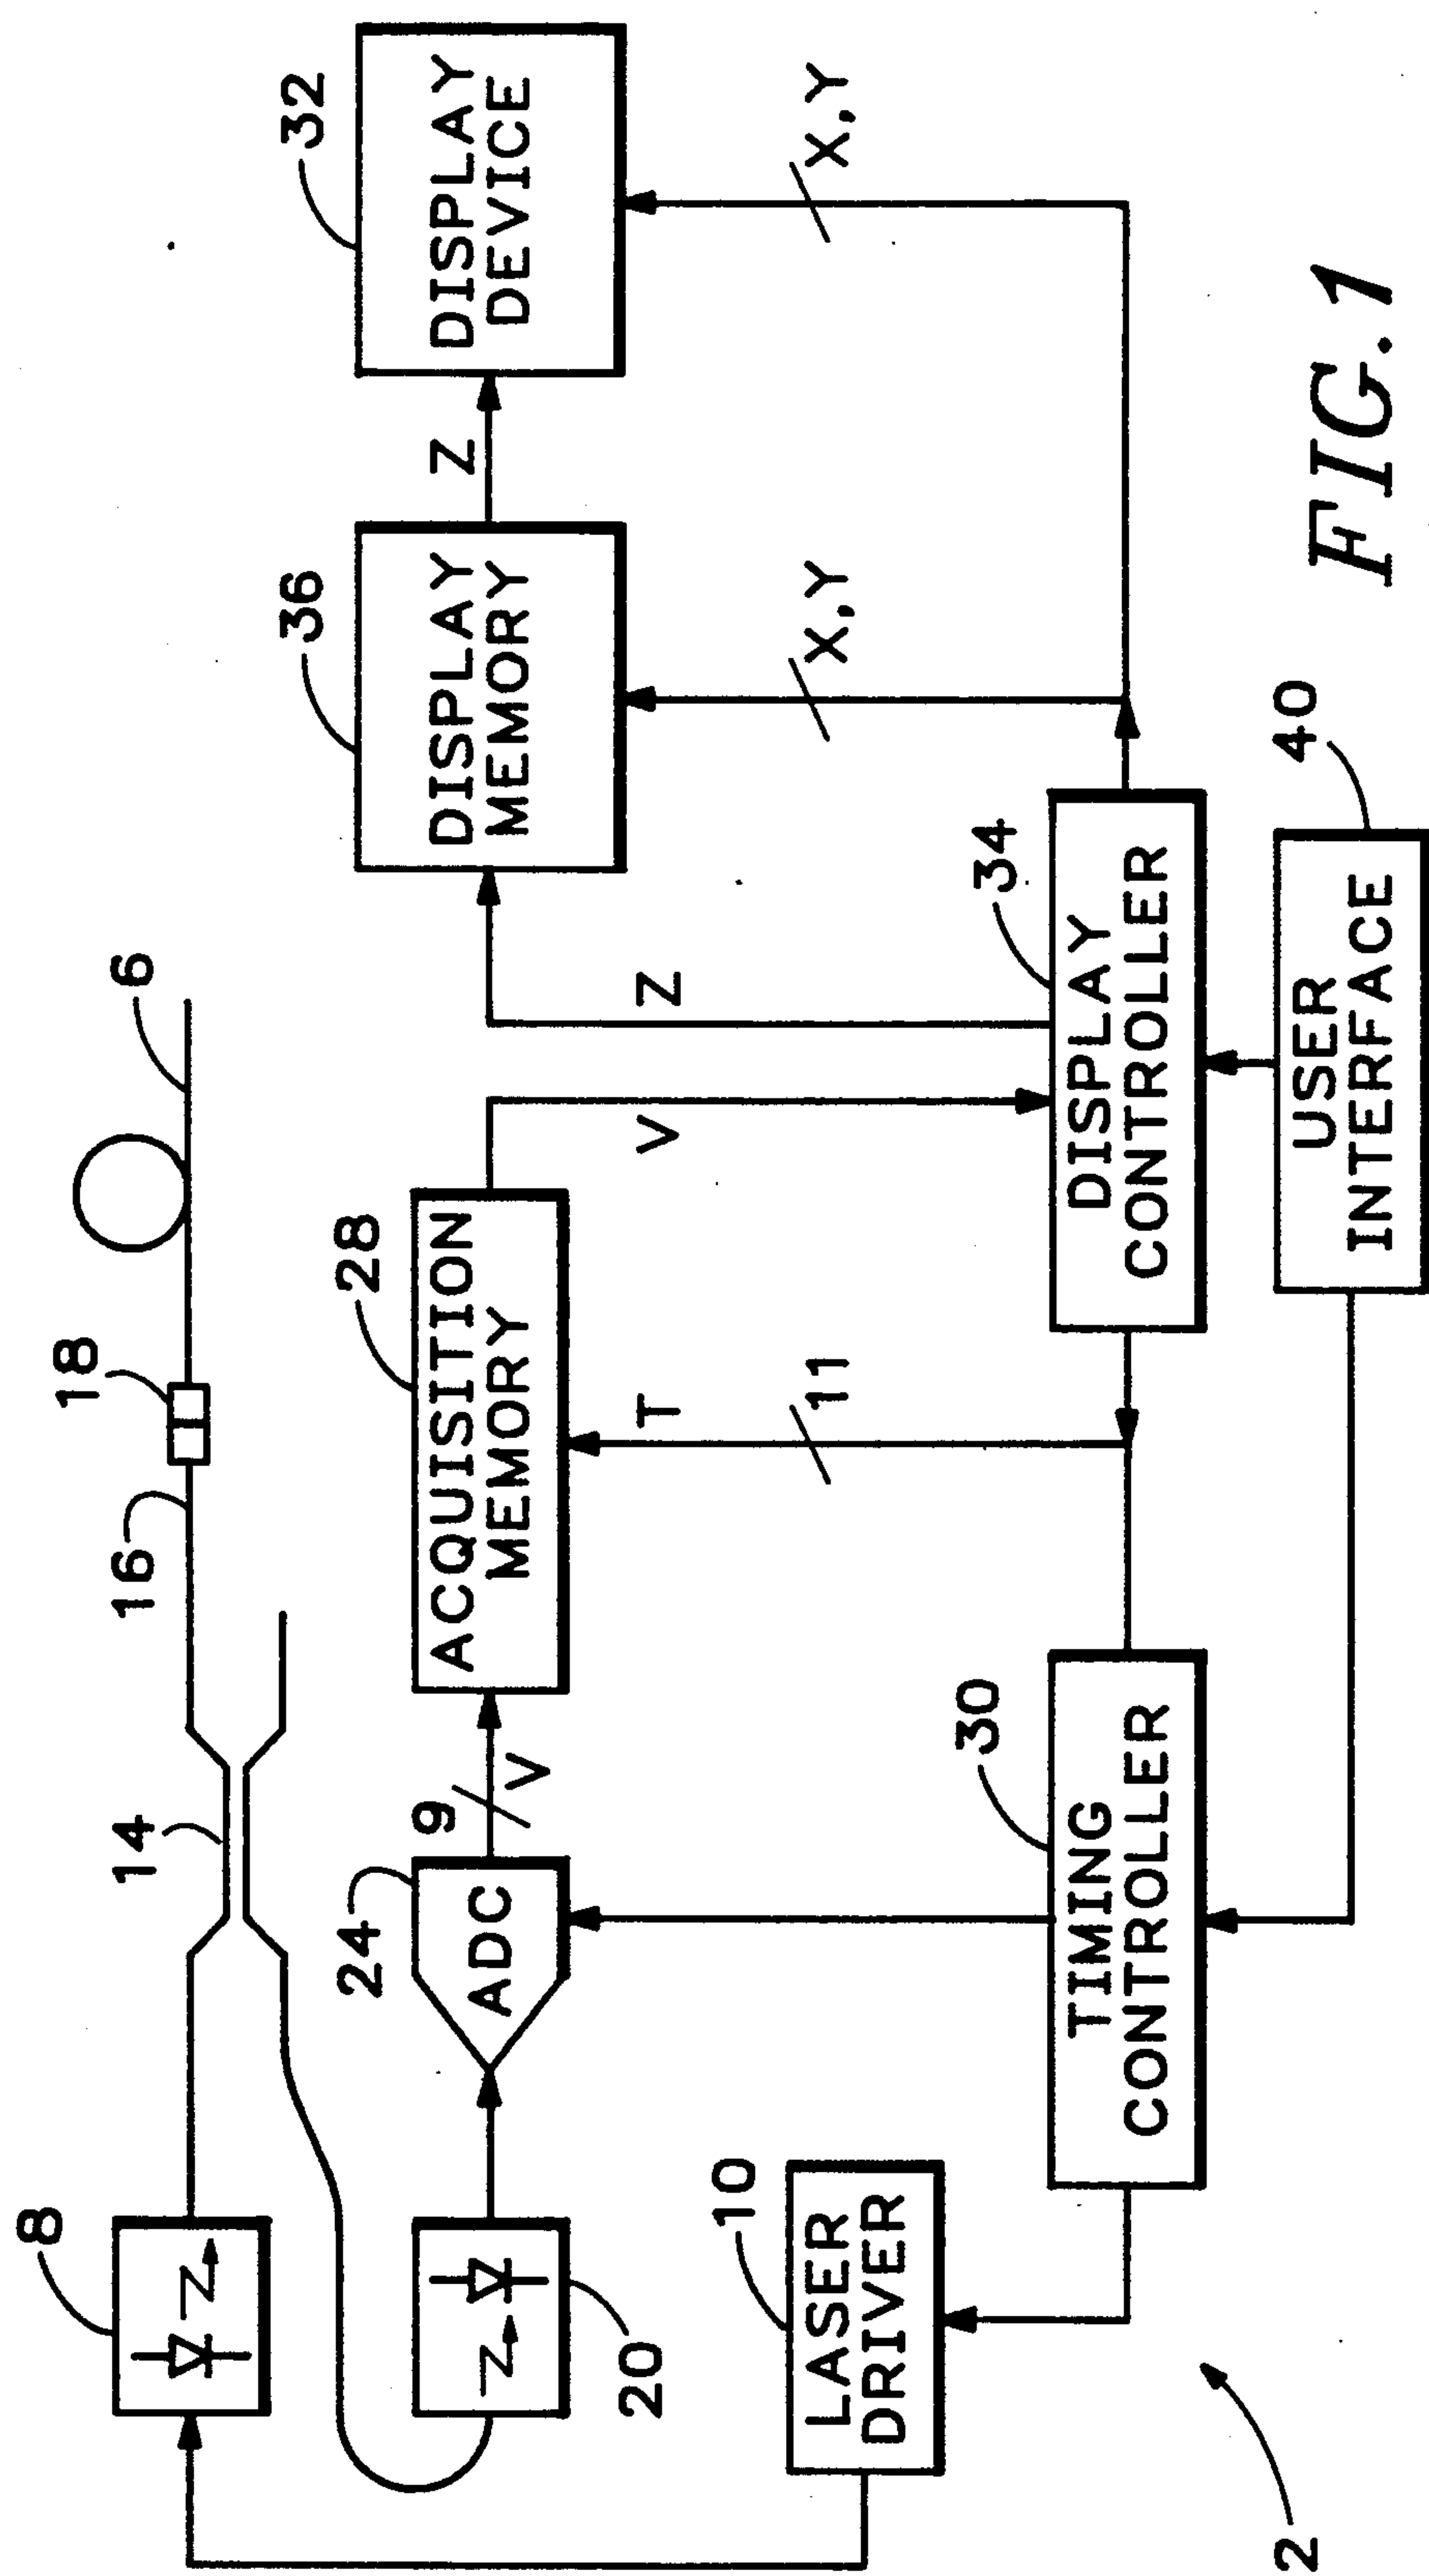 8
14
16
18
6
20
24
ADC
9
V
28
ACQUISITION
MEMORY
36
DISPLAY
MEMORY
Z
32
DISPLAY
DEVICE
10
LASER
DRIVER
T
11
V
Z
X,Y
X,Y
30
TIMING
CONTROLLER
34
DISPLAY
CONTROLLER
40
USER
INTERFACE
2
FIG.1